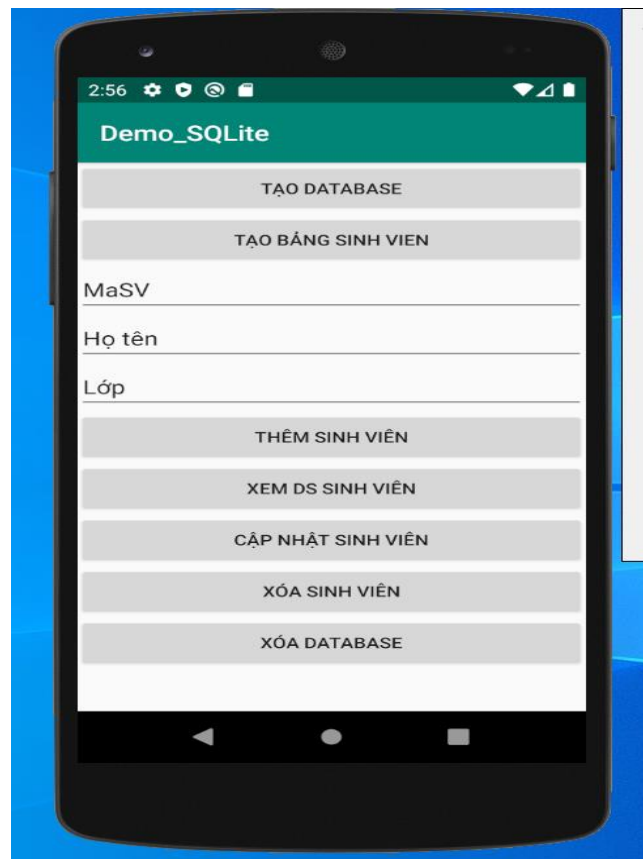 2:56
Demo_SQLite
TẠO DATABASE
TẠO BẢNG SINH VIEN
MaSV
Họ tên
Lớp
THÊM SINH VIÊN
XEM DS SINH VIÊN
CẬP NHẬT SINH VIÊN
XÓA SINH VIÊN
XÓA DATABASE